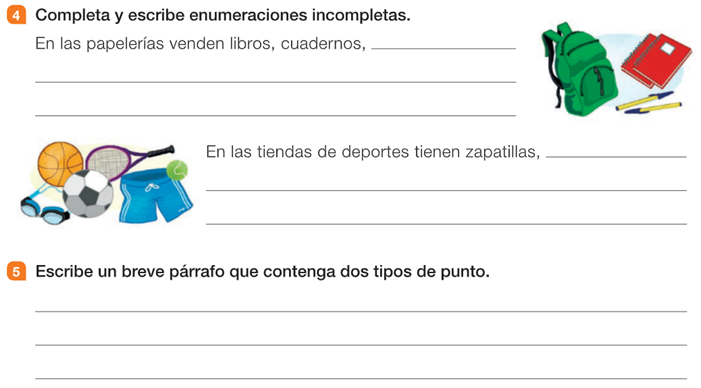 4 Completa y escribe enumeraciones incompletas.
En las papelerías venden libros, cuadernos,
En las tiendas de deportes tienen zapatillas,
5 Escribe un breve párrafo que contenga dos tipos de punto.